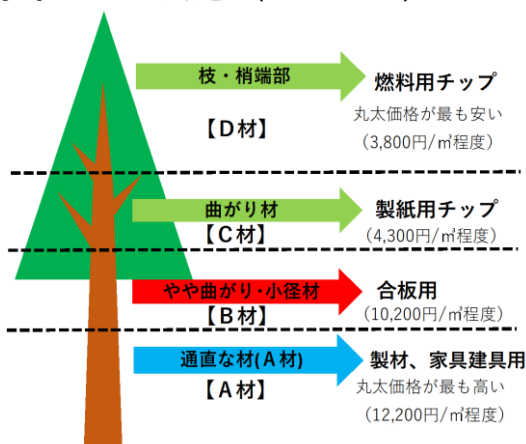 枝・梢端部
燃料用チップ
丸太価格が最も安い
【D材】
(3,800円/㎥程度)
曲がり材
製紙用チップ
【C材】
(4,300円/㎥程度)
やや曲がり・小径材
合板用
【B材】
(10,200円/㎥程度)
通直な材(A材)
製材、家具建具用
【A材】
丸太価格が最も高い
(12,200円/㎥程度)